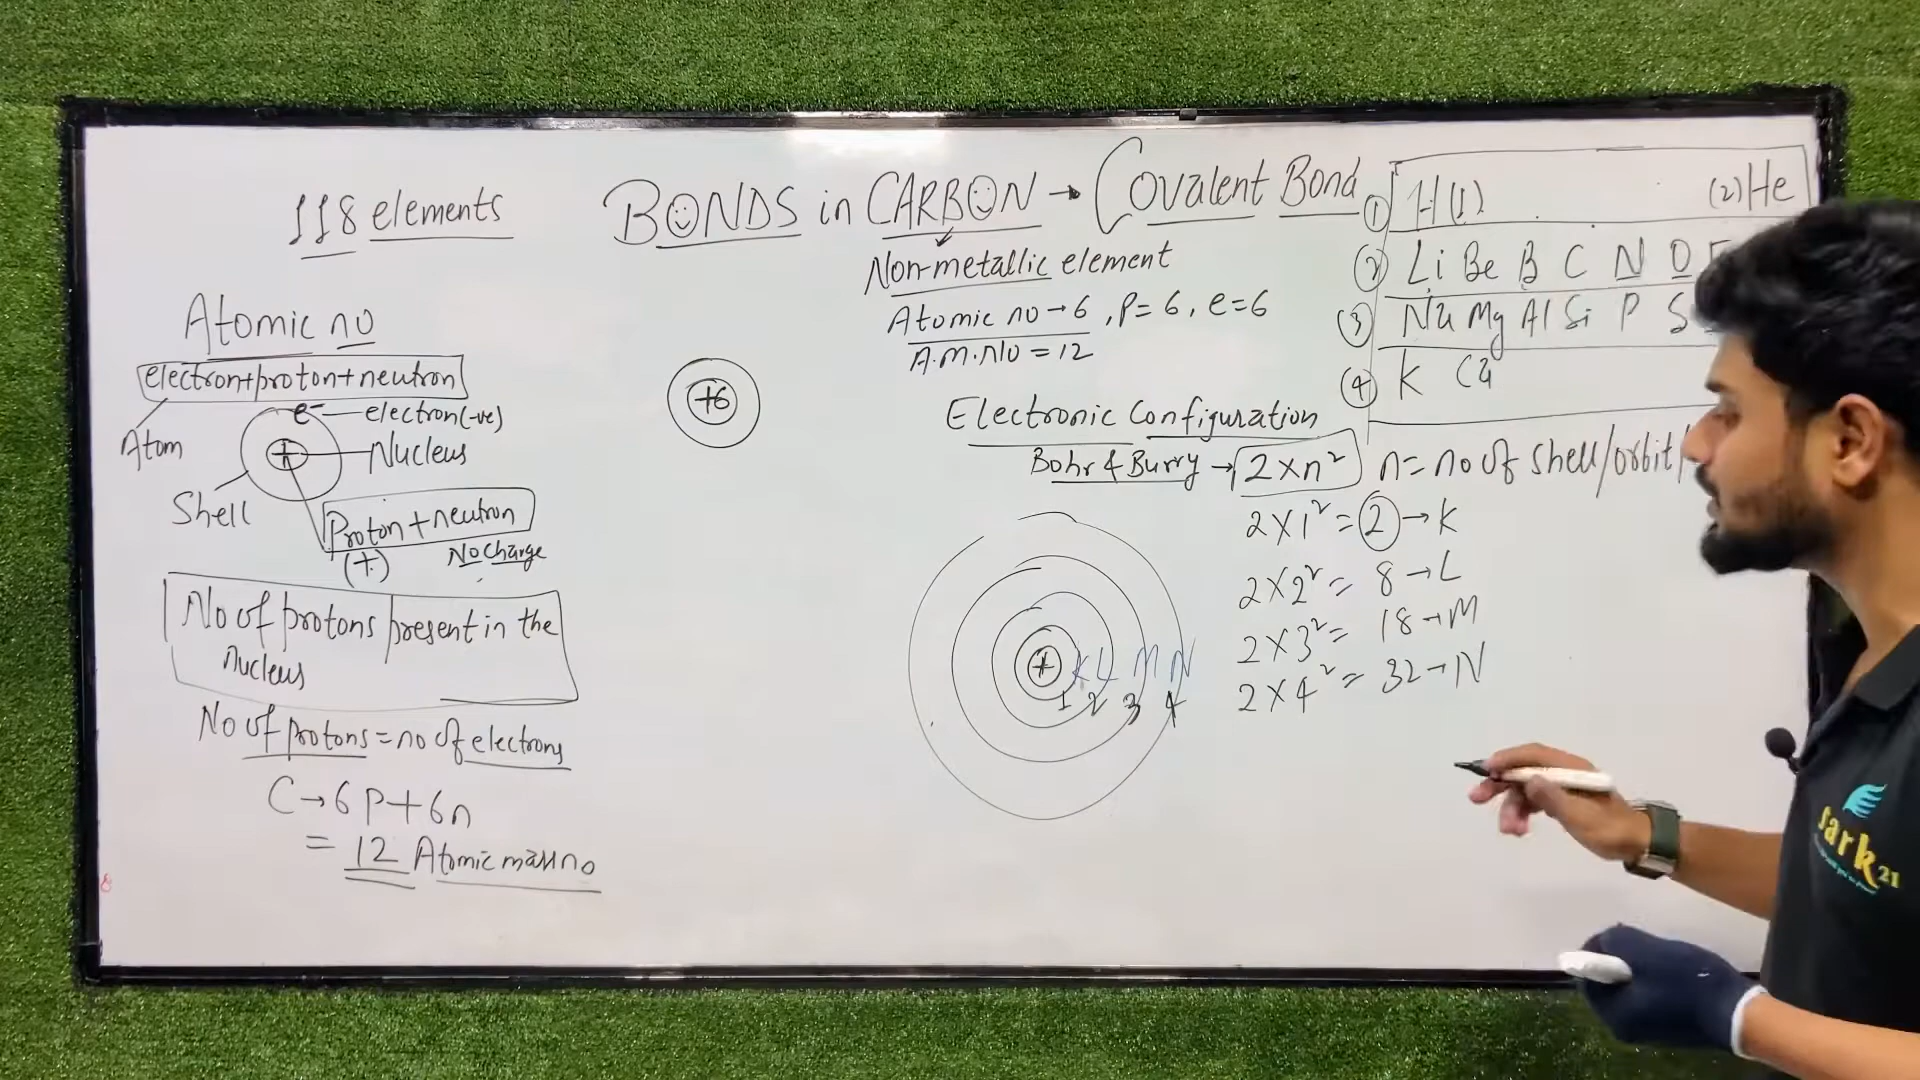 118 elements
BONDS in CARBON → Covalent Bond
Non-metallic element
Atomic no → 6, P = 6, e = 6
A.M.No = 12
Atomic no
electron+proton+neutron
Atom
e⁻
electron(-ve)
Nucleus
Shell
Proton + neutron
(+)
No charge
No of protons present in the
nucleus
No of protons = no of electrons
C → 6 P + 6n
= 12 Atomic mass no
+6
Electronic Configuration
Bohr & Burry → 2 x n²
n = no of shell/orbit/
2 X 1² = 2 → K
2 X 2² = 8 → L
2 X 3² = 18 → M
2 X 4² = 32 → N
+
K L M N
1 2 3 4
① H(1) (2)He
② Li Be B C N O
(3) Na Mg Al Si P S
④ K Ca
Sark
21